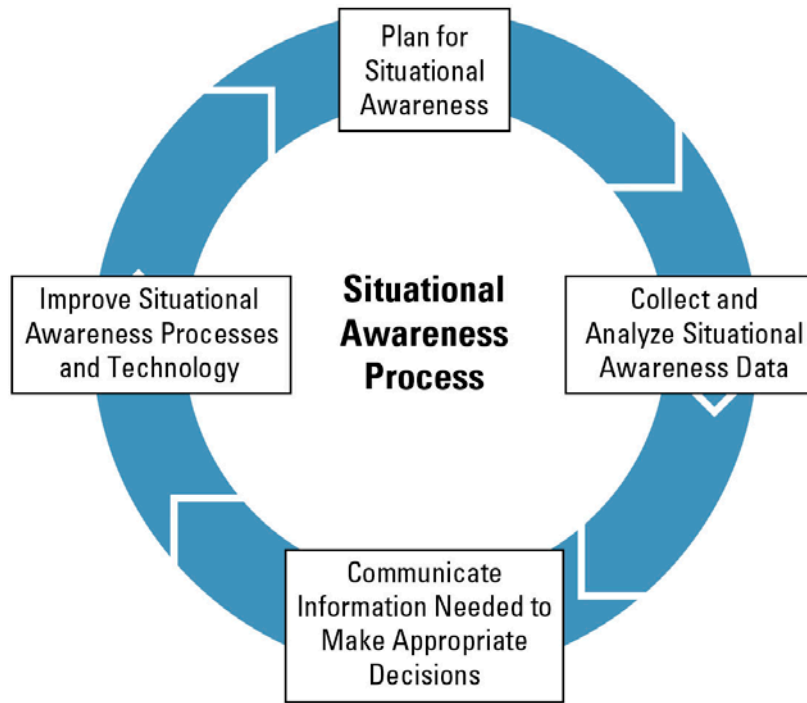 Plan for
Situational
Awareness
Situational
Awareness
Process
Improve Situational
Awareness Processes
and Technology
Collect and
Analyze Situational
Awareness Data
Communicate
Information Needed to
Make Appropriate
Decisions